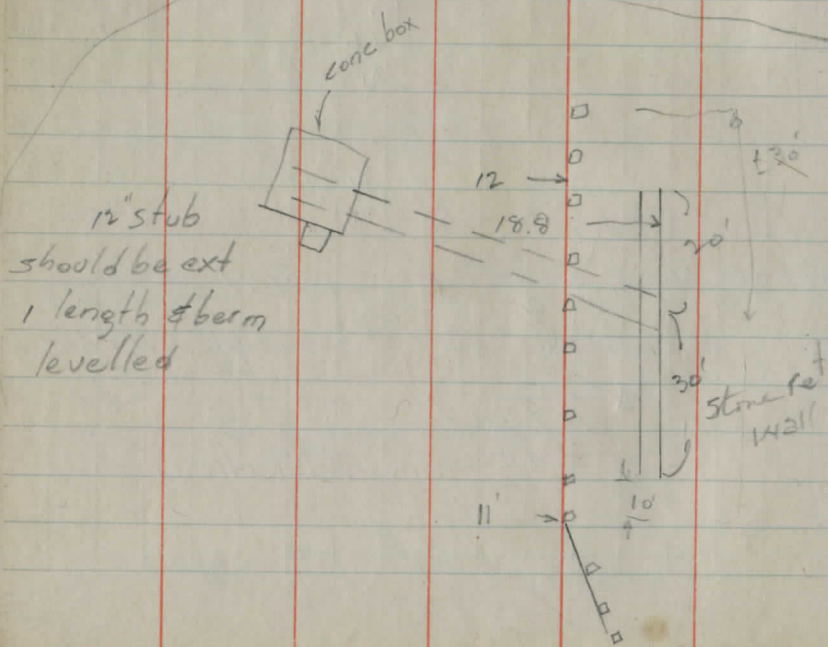 conc box
12
18.8
20'
12" stub
should be ext
1 length & berm
levelled
30'
Stone Ret
Wall
10'
11'